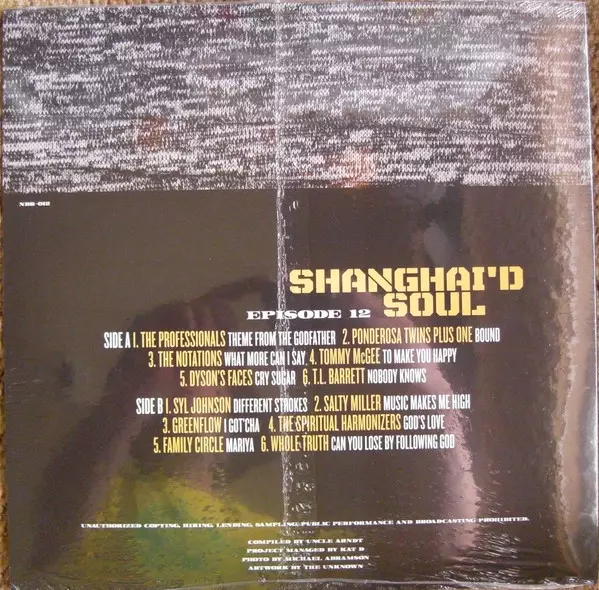 NBR-012
SHANGHAI'D
EPISODE 12 SOUL
SIDE A 1. THE PROFESSIONALS THEME FROM THE GODFATHER 2. PONDEROSA TWINS PLUS ONE BOUND
3. THE NOTATIONS WHAT MORE CAN I SAY. 4. TOMMY McGEE TO MAKE YOU HAPPY
5. DYSON'S FACES CRY SUGAR 6. T.L. BARRETT NOBODY KNOWS
SIDE B 1. SYL JOHNSON DIFFERENT STROKES 2. SALTY MILLER MUSIC MAKES ME HIGH
3. GREENFLOW I GOT'CHA 4. THE SPIRITUAL HARMONIZERS GOD'S LOVE
5. FAMILY CIRCLE MARIYA 6. WHOLE TRUTH CAN YOU LOSE BY FOLLOWING GOD
UNAUTHORIZED COPYING, HIRING, LENDING, SAMPLING, PUBLIC PERFORMANCE AND BROADCASTING PROHIBITED.
COMPILED BY UNCLE ARNDT
PROJECT MANAGED BY KAT D
PHOTO BY MICHAEL ABRAMSON
ARTWORK BY THE UNKNOWN